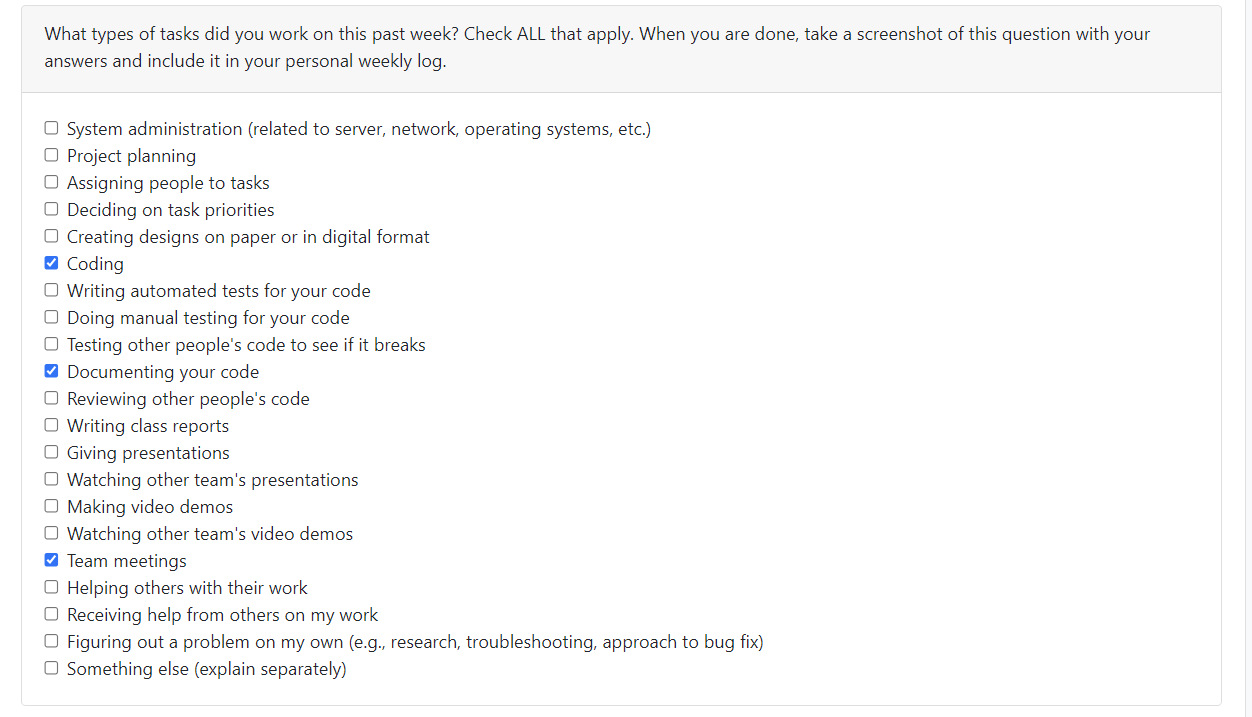 What types of tasks did you work on this past week? Check ALL that apply. When you are done, take a screenshot of this question with your
answers and include it in your personal weekly log.
System administration (related to server, network, operating systems, etc.)
Project planning
Assigning people to tasks
Deciding on task priorities
Creating designs on paper or in digital format
Coding
Writing automated tests for your code
Doing manual testing for your code
Testing other people's code to see if it breaks
Documenting your code
Reviewing other people's code
Writing class reports
Giving presentations
Watching other team's presentations
Making video demos
Watching other team's video demos
Team meetings
Helping others with their work
Receiving help from others on my work
Figuring out a problem on my own (e.g., research, troubleshooting, approach to bug fix)
Something else (explain separately)